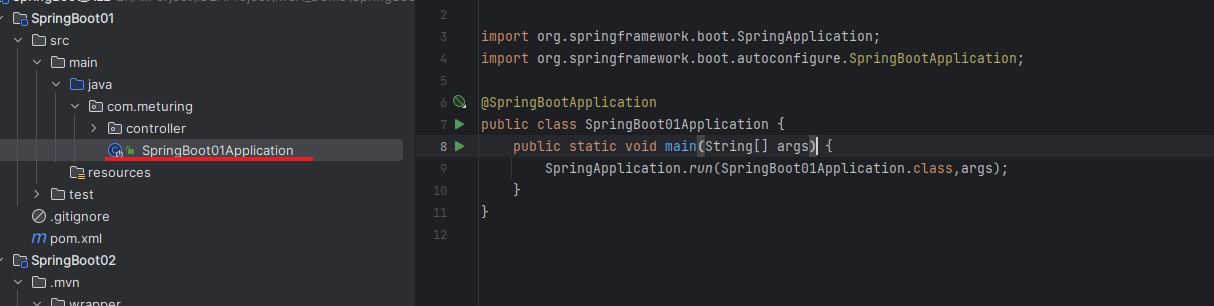 SpringBoot01
src
main
java
com.meturing
controller
SpringBoot01Application
resources
test
.gitignore
pom.xml
SpringBoot02
.mvn
wrapper
2
3 import org.springframework.boot.SpringApplication;
4 import org.springframework.boot.autoconfigure.SpringBootApplication;
5
6 @SpringBootApplication
7 public class SpringBoot01Application {
8 public static void main(String[] args) {
9 SpringApplication.run(SpringBoot01Application.class,args);
10 }
11 }
12